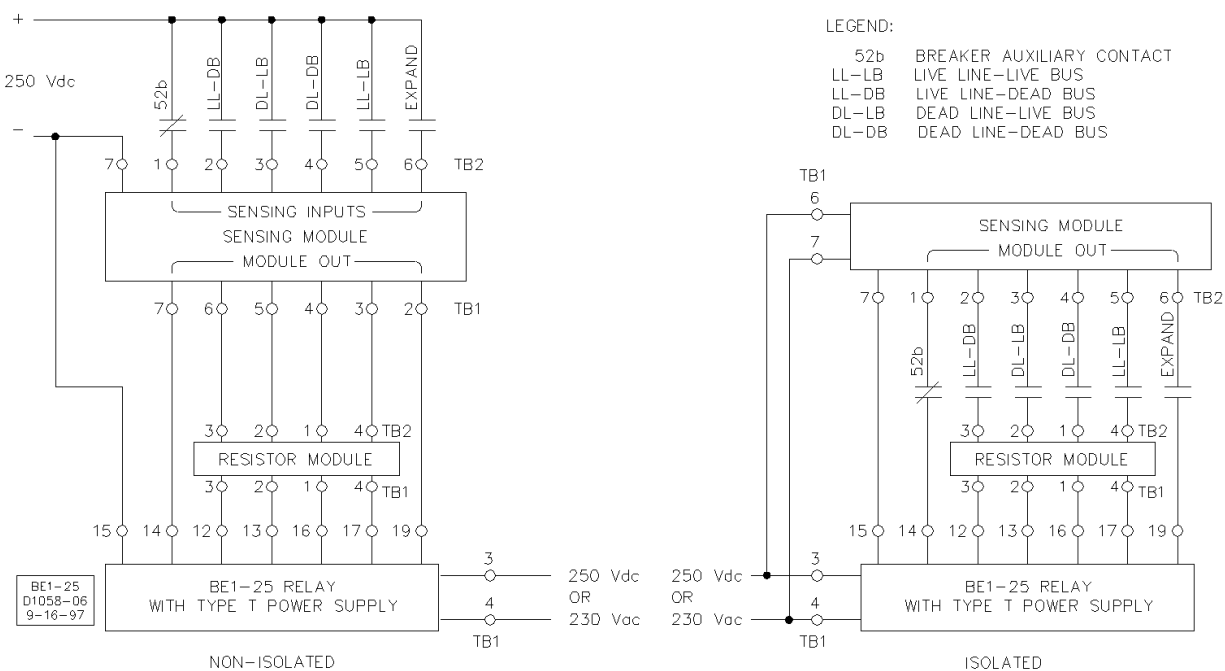 LEGEND:
52b BREAKER AUXILIARY CONTACT
LL-LB LIVE LINE-LIVE BUS
LL-DB LIVE LINE-DEAD BUS
DL-LB DEAD LINE-LIVE BUS
DL-DB DEAD LINE-DEAD BUS
+
250 Vdc
-
52b LL-DB DL-LB DL-DB LL-LB EXPAND
7 1 2 3 4 5 6 TB2
SENSING INPUTS
SENSING MODULE
MODULE OUT
7 6 5 4 3 2 TB1
3 2 1 4 TB2
RESISTOR MODULE
3 2 1 4 TB1
15 14 12 13 16 17 19
BE1-25 RELAY
WITH TYPE T POWER SUPPLY
3
4
TB1
250 Vdc
OR
230 Vac
BE1-25
D1058-06
9-16-97
NON-ISOLATED
TB1
6
7
SENSING MODULE
MODULE OUT
7 1 2 3 4 5 6 TB2
52b LL-DB DL-LB DL-DB LL-LB EXPAND
3 2 1 4 TB2
RESISTOR MODULE
3 2 1 4 TB1
15 14 12 13 16 17 19
250 Vdc
OR
230 Vac
3
4
TB1
BE1-25 RELAY
WITH TYPE T POWER SUPPLY
ISOLATED